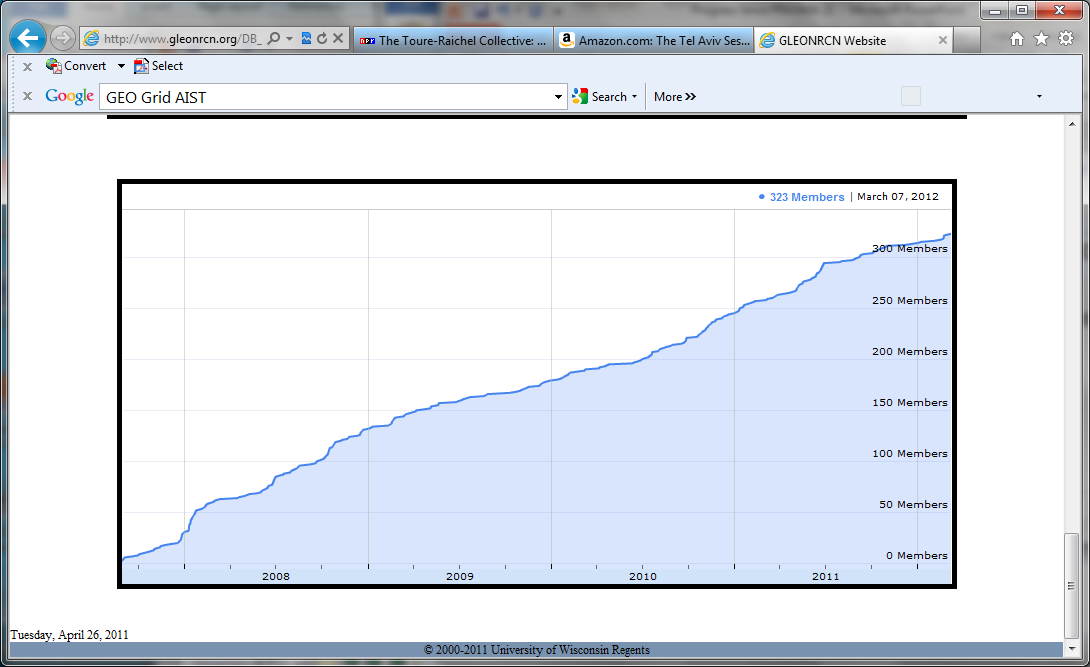 http://www.gleonrcn.org/DB_
The Toure-Raichel Collective: ...
Amazon.com: The Tel Aviv Ses...
GLEONRCN Website
x Convert Select
x Google GEO Grid AIST Search More »
323 Members | March 07, 2012
300 Members
250 Members
200 Members
150 Members
100 Members
50 Members
0 Members
2008 2009 2010 2011
Tuesday, April 26, 2011
© 2000-2011 University of Wisconsin Regents